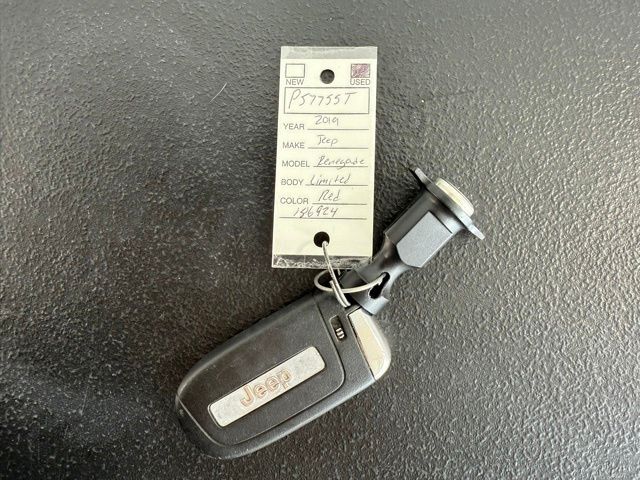 NEW USED
P57755T
YEAR 2019
MAKE Jeep
MODEL Renegade
BODY Limited
COLOR Red
156924
Jeep